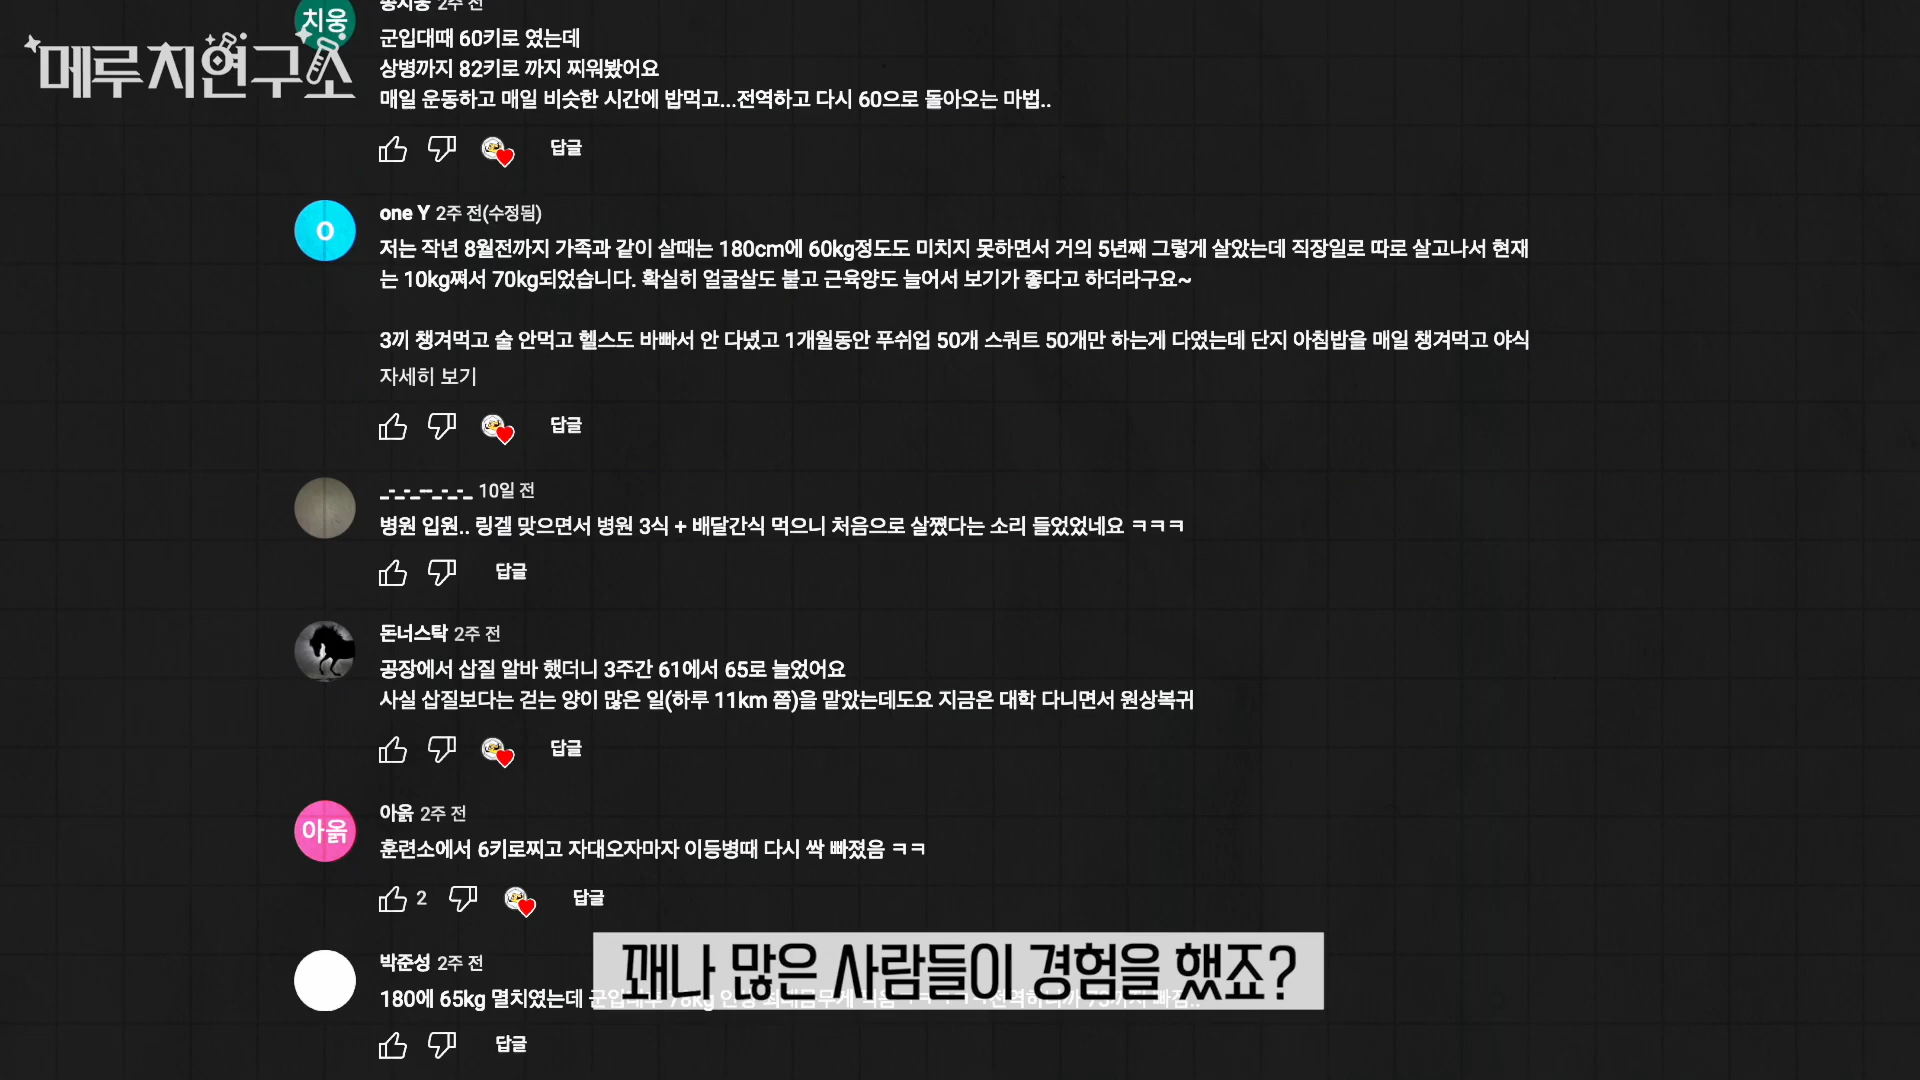 치웅
메루치연구소
2주 전
군입대때 60키로 였는데
상병까지 82키로 까지 찌워봤어요
매일 운동하고 매일 비슷한 시간에 밥먹고...전역하고 다시 60으로 돌아오는 마법..
답글
O
one Y 2주 전(수정됨)
저는 작년 8월전까지 가족과 같이 살때는 180cm에 60kg정도도 미치지 못하면서 거의 5년째 그렇게 살았는데 직장일로 따로 살고나서 현재
는 10kg쪄서 70kg되었습니다. 확실히 얼굴살도 붙고 근육양도 늘어서 보기가 좋다고 하더라구요~
3끼 챙겨먹고 술 안먹고 헬스도 바빠서 안 다녔고 1개월동안 푸쉬업 50개 스쿼트 50개만 하는게 다였는데 단지 아침밥을 매일 챙겨먹고 야식
자세히 보기
답글
_-_-_--_-_-_ 10일 전
병원 입원.. 링겔 맞으면서 병원 3식 + 배달간식 먹으니 처음으로 살쪘다는 소리 들었었네요 ㅋㅋㅋ
답글
돈너스탁 2주 전
공장에서 삽질 알바 했더니 3주간 61에서 65로 늘었어요
사실 삽질보다는 걷는 양이 많은 일(하루 11km 쯤)을 맡았는데도요 지금은 대학 다니면서 원상복귀
답글
아욹
아욹 2주 전
훈련소에서 6키로찌고 자대오자마자 이등병때 다시 싹 빠졌음 ㅋㅋ
2 답글
박준성 2주 전
180에 65kg 멸치였는데
꽤나 많은 사람들이 경험을 했죠?
답글